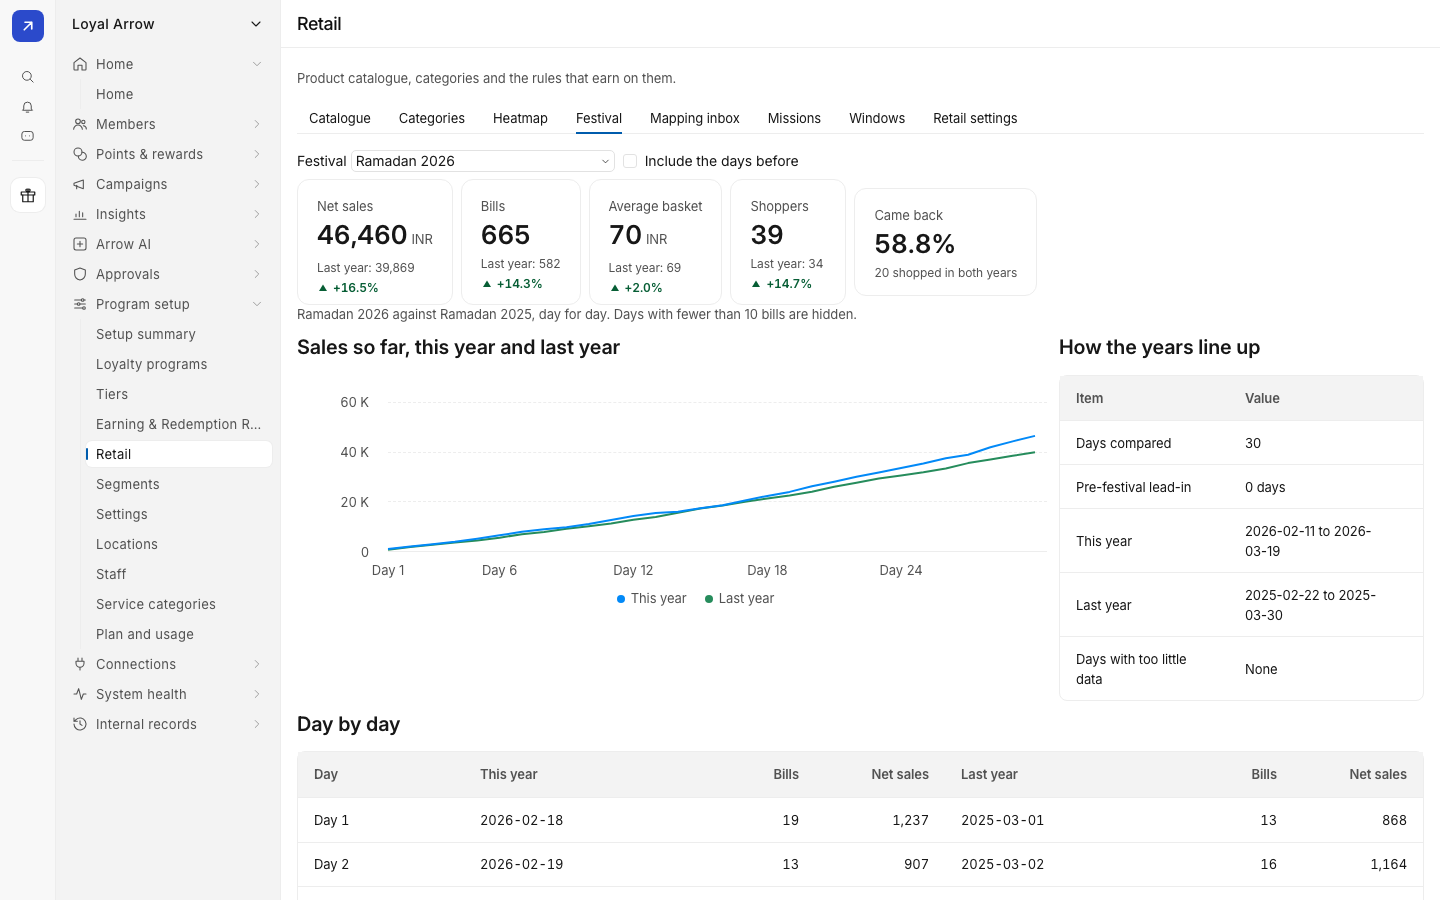 Loyal Arrow
Home
Home
Members
Points & rewards
Campaigns
Insights
Arrow AI
Approvals
Program setup
Setup summary
Loyalty programs
Tiers
Earning & Redemption R...
Retail
Segments
Settings
Locations
Staff
Service categories
Plan and usage
Connections
System health
Internal records
Retail
Product catalogue, categories and the rules that earn on them.
Catalogue Categories Heatmap Festival Mapping inbox Missions Windows Retail settings
Festival Ramadan 2026 Include the days before
Net sales
46,460 INR
Last year: 39,869
▲ +16.5%
Bills
665
Last year: 582
▲ +14.3%
Average basket
70 INR
Last year: 69
▲ +2.0%
Shoppers
39
Last year: 34
▲ +14.7%
Came back
58.8%
20 shopped in both years
Ramadan 2026 against Ramadan 2025, day for day. Days with fewer than 10 bills are hidden.
Sales so far, this year and last year
60 K
40 K
20 K
0
Day 1 Day 6 Day 12 Day 18 Day 24
This year Last year
How the years line up
Item Value
Days compared 30
Pre-festival lead-in 0 days
This year 2026-02-11 to 2026-
03-19
Last year 2025-02-22 to 2025-
03-30
Days with too little
data
None
Day by day
Day This year Bills Net sales Last year Bills Net sales
Day 1 2026-02-18 19 1,237 2025-03-01 13 868
Day 2 2026-02-19 13 907 2025-03-02 16 1,164